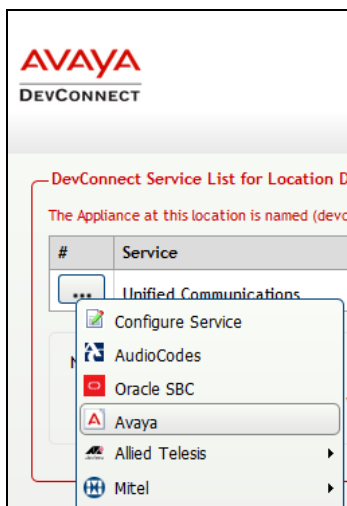 AVAYA
DEVCONNECT
DevConnect Service List for Location D
The Appliance at this location is named (devc
# Service
... Unified Communications
Configure Service
AudioCodes
Oracle SBC
Avaya
Allied Telesis
Mitel